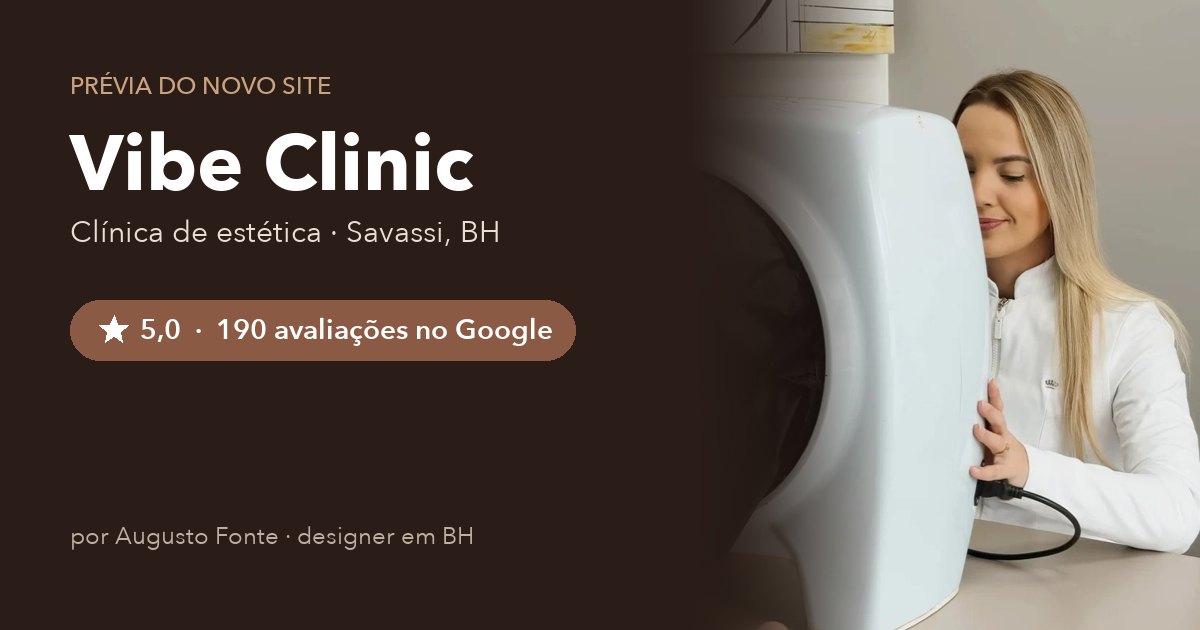 PRÉVIA DO NOVO SITE
Vibe Clinic
Clínica de estética · Savassi, BH
★ 5,0 · 190 avaliações no Google
por Augusto Fonte · designer em BH